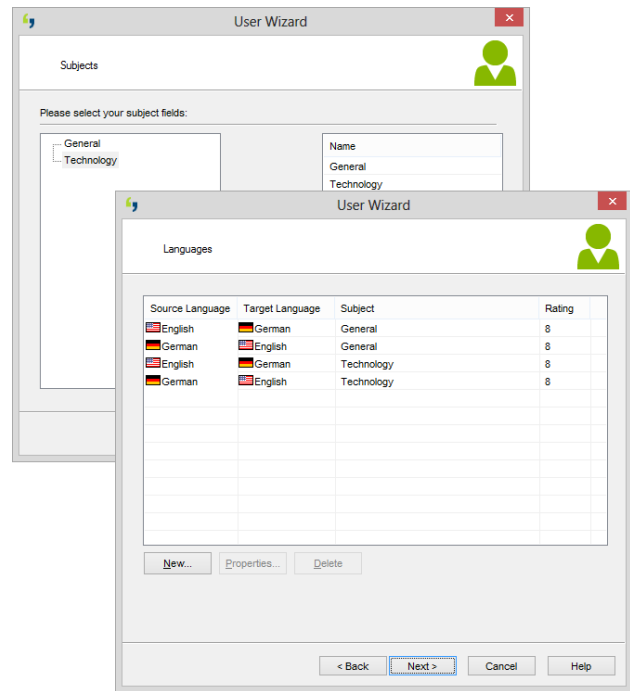 User Wizard
Subjects
Please select your subject fields:
General
Technology
Name
General
Technology
User Wizard
Languages
Source Language Target Language Subject Rating
English German General 8
German English General 8
English German Technology 8
German English Technology 8
New... Properties... Delete
< Back Next > Cancel Help